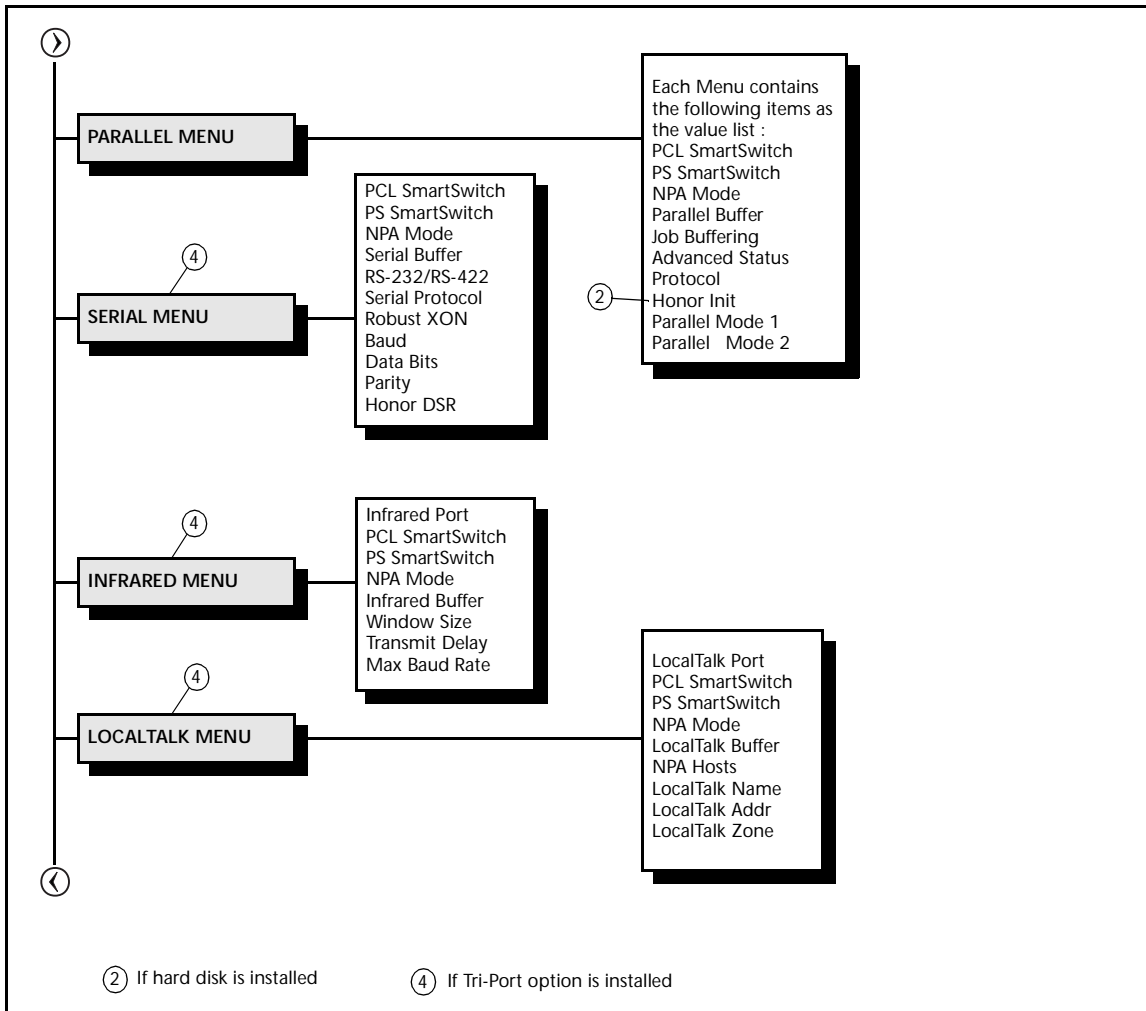 PARALLEL MENU
Each Menu contains
the following items as
the value list :
PCL SmartSwitch
PS SmartSwitch
NPA Mode
Parallel Buffer
Job Buffering
Advanced Status
Protocol
2
Honor Init
Parallel Mode 1
Parallel Mode 2
4
SERIAL MENU
PCL SmartSwitch
PS SmartSwitch
NPA Mode
Serial Buffer
RS-232/RS-422
Serial Protocol
Robust XON
Baud
Data Bits
Parity
Honor DSR
4
INFRARED MENU
Infrared Port
PCL SmartSwitch
PS SmartSwitch
NPA Mode
Infrared Buffer
Window Size
Transmit Delay
Max Baud Rate
4
LOCALTALK MENU
LocalTalk Port
PCL SmartSwitch
PS SmartSwitch
NPA Mode
LocalTalk Buffer
NPA Hosts
LocalTalk Name
LocalTalk Addr
LocalTalk Zone
2 If hard disk is installed
4 If Tri-Port option is installed